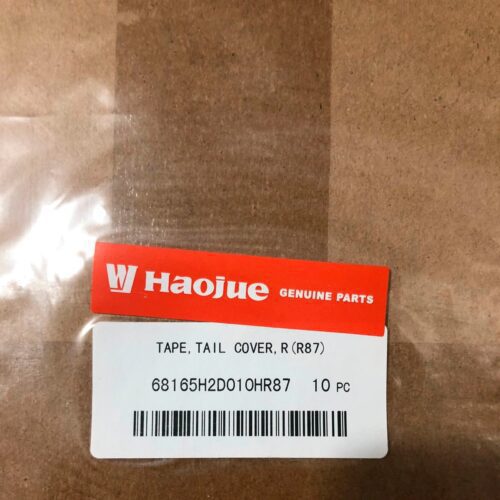 Haojue GENUINE PARTS
TAPE,TAIL COVER,R(R87)
68165H2D010HR87 10 PC